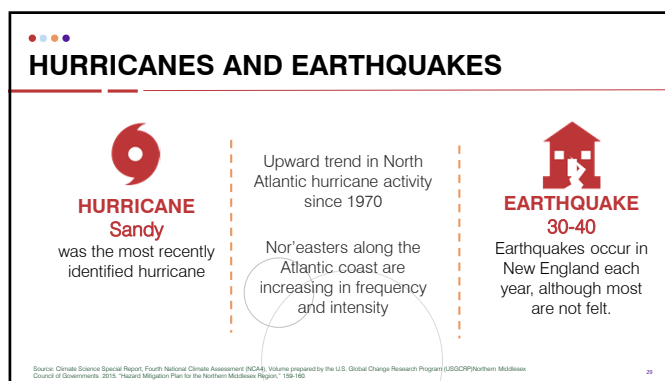 HURRICANES AND EARTHQUAKES
HURRICANE
Sandy
was the most recently
identified hurricane
Upward trend in North
Atlantic hurricane activity
since 1970
Nor'easters along the
Atlantic coast are
increasing in frequency
and intensity
EARTHQUAKE
30-40
Earthquakes occur in
New England each
year, although most
are not felt.
Source: Climate Science Special Report, Fourth National Climate Assessment (NCA4), Volume prepared by the U.S. Global Change Research Program (USGCRP)Northern Middlesex
Council of Governments. 2015. "Hazard Mitigation Plan for the Northern Middlesex Region," 159-160.
29